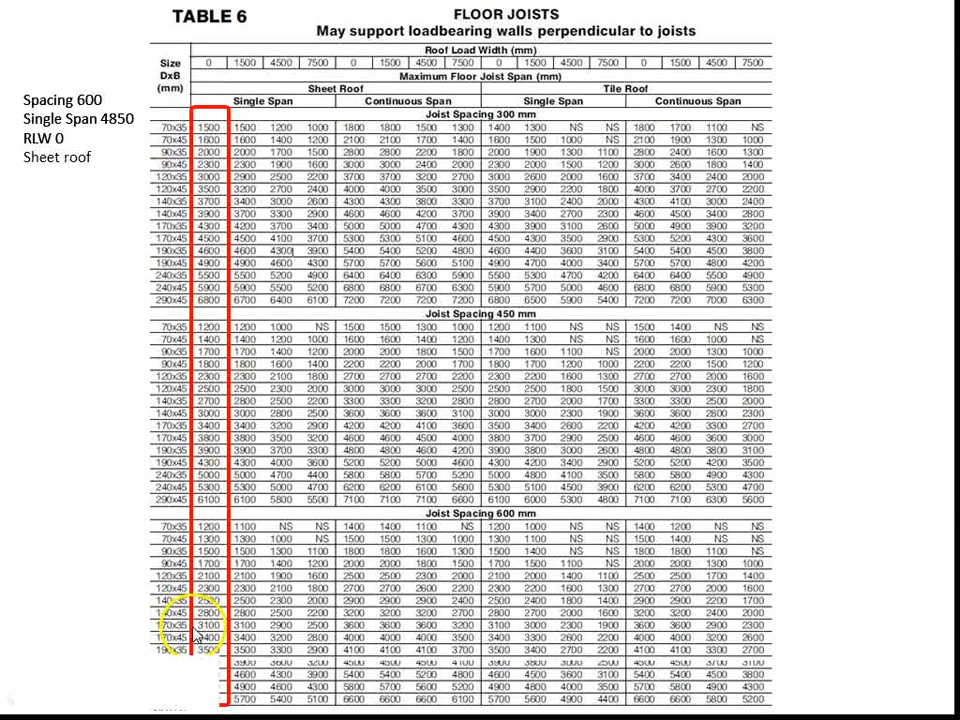 TABLE 6
FLOOR JOISTS
May support loadbearing walls perpendicular to joists
Spacing 600
Single Span 4850
RLW 0
Sheet roof
Size
DxB
(mm)
Roof Load Width (mm)
0 1500 4500 7500 0 1500 4500 7500 0 1500 4500 7500 0 1500 4500 7500
Maximum Floor Joist Span (mm)
Sheet Roof Tile Roof
Single Span Continuous Span Single Span Continuous Span
Joist Spacing 300 mm
70x35 1500 1500 1200 1000 1800 1800 1500 1300 1400 1300 NS NS 1800 1700 1100 NS
70x45 1600 1600 1400 1200 2100 2100 1700 1400 1600 1500 1000 NS 2100 1900 1300 1000
90x35 2000 2000 1700 1500 2800 2800 2200 1800 2000 1900 1300 1100 2800 2400 1600 1300
90x45 2300 2300 1900 1600 3000 3000 2400 2000 2300 2000 1500 1200 3000 2600 1800 1400
120x35 3000 2900 2500 2200 3700 3700 3200 2700 3000 2600 2000 1600 3700 3400 2400 2000
120x45 3500 3200 2700 2400 4000 4000 3500 3000 3500 2900 2200 1800 4000 3700 2700 2200
140x35 3700 3400 3000 2600 4300 4300 3800 3300 3700 3100 2400 2000 4300 4100 3000 2400
140x45 3900 3700 3300 2900 4600 4600 4200 3700 3900 3400 2700 2300 4600 4500 3400 2800
170x35 4300 4200 3700 3400 5000 5000 4700 4300 4300 3900 3100 2600 5000 4900 3900 3200
170x45 4500 4500 4100 3700 5300 5300 5100 4600 4500 4300 3500 2900 5300 5200 4300 3600
190x35 4600 4600 4300 3900 5400 5400 5200 4800 4600 4400 3600 3100 5400 5400 4500 3800
190x45 4900 4900 4600 4300 5700 5700 5600 5100 4900 4700 4000 3400 5700 5700 4800 4200
240x35 5500 5500 5200 4900 6400 6400 6300 5900 5500 5300 4700 4200 6400 6400 5500 4900
240x45 5900 5900 5500 5200 6800 6800 6700 6300 5900 5700 5000 4600 6800 6800 5900 5300
290x45 6800 6700 6400 6100 7200 7200 7200 7200 6800 6500 5900 5400 7200 7200 7000 6300
Joist Spacing 450 mm
70x35 1200 1200 1000 NS 1500 1500 1300 1000 1200 1100 NS NS 1500 1400 NS NS
70x45 1400 1400 1200 1000 1600 1600 1400 1200 1400 1300 NS NS 1600 1600 1000 NS
90x35 1700 1700 1400 1200 2000 2000 1800 1500 1700 1600 1100 NS 2000 2000 1300 1000
90x45 1800 1800 1600 1400 2200 2200 2000 1700 1800 1700 1200 1000 2200 2200 1500 1200
120x35 2300 2300 2100 1800 2700 2700 2700 2200 2300 2200 1600 1300 2700 2700 2000 1600
120x45 2500 2500 2300 2000 3000 3000 3000 2500 2500 2500 1800 1500 3000 3000 2300 1800
140x35 2700 2800 2500 2200 3300 3300 3200 2800 2800 2700 2000 1700 3300 3300 2500 2000
140x45 3000 3000 2800 2500 3600 3600 3600 3100 3000 3000 2300 1900 3600 3600 2800 2300
170x35 3400 3400 3200 2900 4200 4200 4100 3600 3500 3400 2600 2200 4200 4200 3300 2700
170x45 3800 3800 3500 3200 4600 4600 4500 4000 3800 3700 2900 2500 4600 4600 3600 3000
190x35 3900 3900 3700 3300 4800 4800 4600 4200 3900 3800 3000 2600 4800 4800 3800 3100
190x45 4300 4300 4000 3600 5200 5200 5000 4600 4300 4200 3400 2900 5200 5200 4200 3500
240x35 5000 5000 4700 4400 5800 5800 5700 5200 5000 4800 4100 3500 5800 5800 4900 4300
240x45 5300 5300 5000 4700 6200 6200 6100 5600 5300 5100 4500 3900 6200 6200 5300 4700
290x45 6100 6100 5800 5500 7100 7100 7100 6600 6100 6000 5300 4800 7100 7100 6300 5600
Joist Spacing 600 mm
70x35 1200 1100 NS NS 1400 1400 1100 NS 1200 1000 NS NS 1400 1200 NS NS
70x45 1300 1300 1000 NS 1500 1500 1300 1000 1300 1100 NS NS 1500 1400 NS NS
90x35 1500 1500 1300 1100 1800 1800 1600 1300 1500 1400 NS NS 1800 1800 1100 NS
90x45 1700 1700 1400 1200 2000 2000 1800 1500 1700 1500 1100 NS 2000 2000 1300 1000
120x35 2100 2100 1900 1600 2500 2500 2300 2000 2100 2000 1400 1100 2500 2500 1700 1400
120x45 2300 2300 2100 1800 2700 2700 2600 2200 2300 2200 1600 1300 2700 2700 2000 1600
140x35 2500 2500 2300 2000 2900 2900 2900 2400 2500 2400 1800 1500 2900 2900 2200 1700
140x45 2800 2800 2500 2200 3200 3200 3200 2700 2800 2700 2000 1600 3200 3200 2400 2000
170x35 3100 3100 2900 2500 3600 3600 3600 3200 3100 3000 2300 1900 3600 3600 2900 2300
170x45 3400 3400 3200 2800 4000 4000 4000 3500 3400 3300 2600 2200 4000 4000 3200 2600
190x35 3500 3500 3300 2900 4100 4100 4100 3700 3500 3400 2700 2200 4100 4100 3300 2700
3900 3600 3200 4500 4500 4500 4100 3900 3800 3000 2500 4500 4500 3700 3100
4600 4300 3900 5400 5400 5200 4800 4600 4500 3600 3100 5400 5400 4500 3800
4900 4600 4300 5800 5700 5600 5200 4900 4800 4000 3500 5700 5800 4900 4300
5700 5400 5100 6600 6600 6600 6100 5700 5600 4900 4400 6600 6600 5800 5200